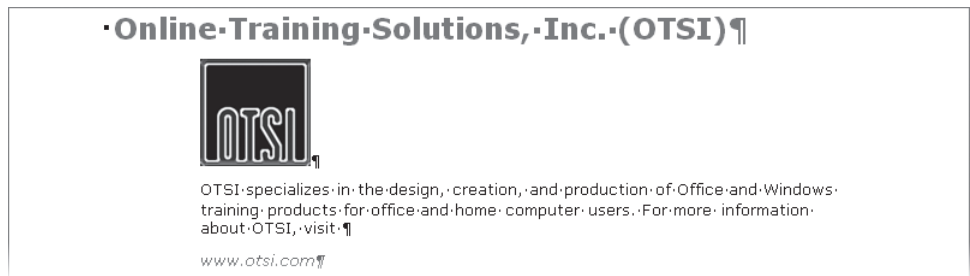 Online Training Solutions, Inc. (OTSI)¶
OTSI¶
OTSI specializes in the design, creation, and production of Office and Windows
training products for office and home computer users. For more information
about OTSI, visit ¶
www.otsi.com¶